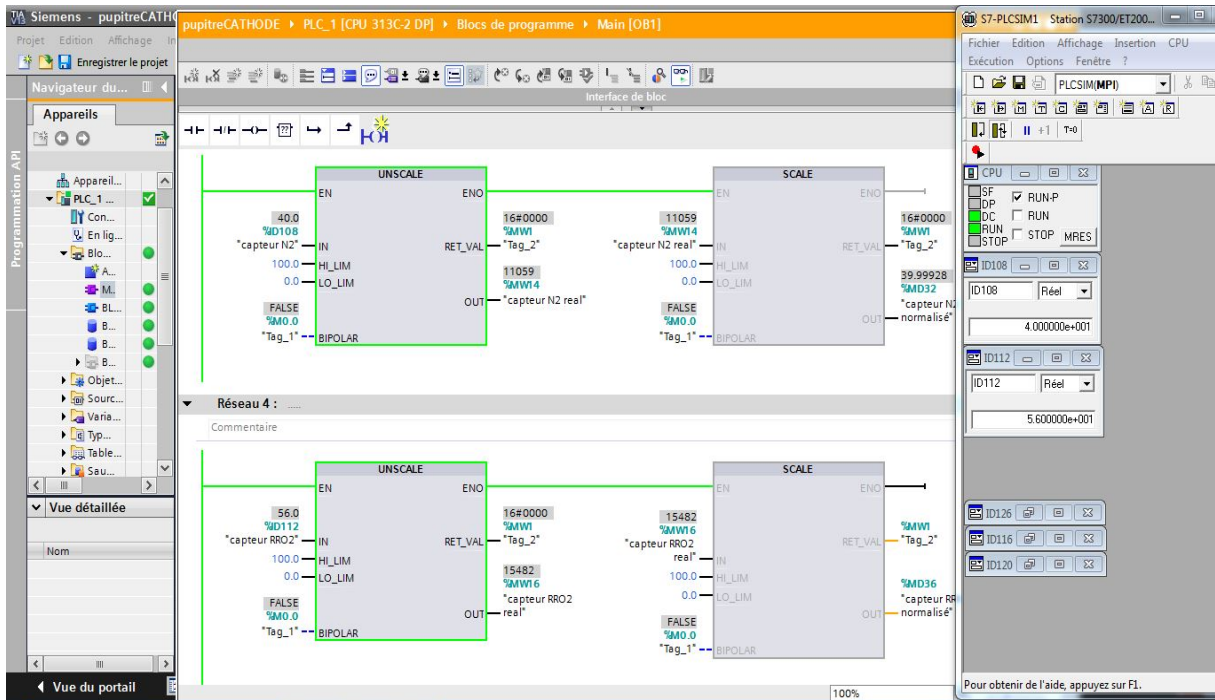 Siemens - pupitreCATHO
Projet Edition Affichage In
Enregistrer le projet
Navigateur du...
Appareils
Programmation API
Appareil...
PLC_1 ...
Con...
En lig...
Blo...
A...
M...
BL...
B...
B...
B...
Objet...
Sourc...
Varia...
Typ...
Table...
Sau...
Vue détaillée
Nom
Vue du portail
pupitreCATHODE PLC_1 [CPU 313C-2 DP] Blocs de programme Main [OB1]
Interface de bloc
UNSCALE
EN
ENO
40.0
%ID108
"capteur N2"
IN
100.0
HI_LIM
0.0
LO_LIM
FALSE
%M0.0
"Tag_1"
BIPOLAR
RET_VAL
16#0000
%MW1
"Tag_2"
OUT
11059
%MW14
"capteur N2 real"
SCALE
EN
ENO
11059
%MW14
"capteur N2 real"
IN
100.0
HI_LIM
0.0
LO_LIM
FALSE
%M0.0
"Tag_1"
BIPOLAR
RET_VAL
16#0000
%MW1
"Tag_2"
OUT
39.99928
%MD32
"capteur N2
normalisé"
Réseau 4 : .....
Commentaire
UNSCALE
EN
ENO
56.0
%ID112
"capteur RRO2"
IN
100.0
HI_LIM
0.0
LO_LIM
FALSE
%M0.0
"Tag_1"
BIPOLAR
RET_VAL
16#0000
%MW1
"Tag_2"
OUT
15482
%MW16
"capteur RRO2
real"
SCALE
EN
ENO
15482
%MW16
"capteur RRO2
real"
IN
100.0
HI_LIM
0.0
LO_LIM
FALSE
%M0.0
"Tag_1"
BIPOLAR
RET_VAL
%MW1
"Tag_2"
OUT
%MD36
"capteur RR
normalisé"
100%
S7-PLCSIM1 Station S7300/ET200...
Fichier Edition Affichage Insertion CPU
Exécution Options Fenêtre ?
PLCSIM(MPI)
+1 T=0
CPU
SF
DP
DC
RUN
STOP
RUN-P
RUN
STOP
MRES
ID108
ID108 Réel
4.000000e+001
ID112
ID112 Réel
5.600000e+001
ID126
ID116
ID120
Pour obtenir de l'aide, appuyez sur F1.